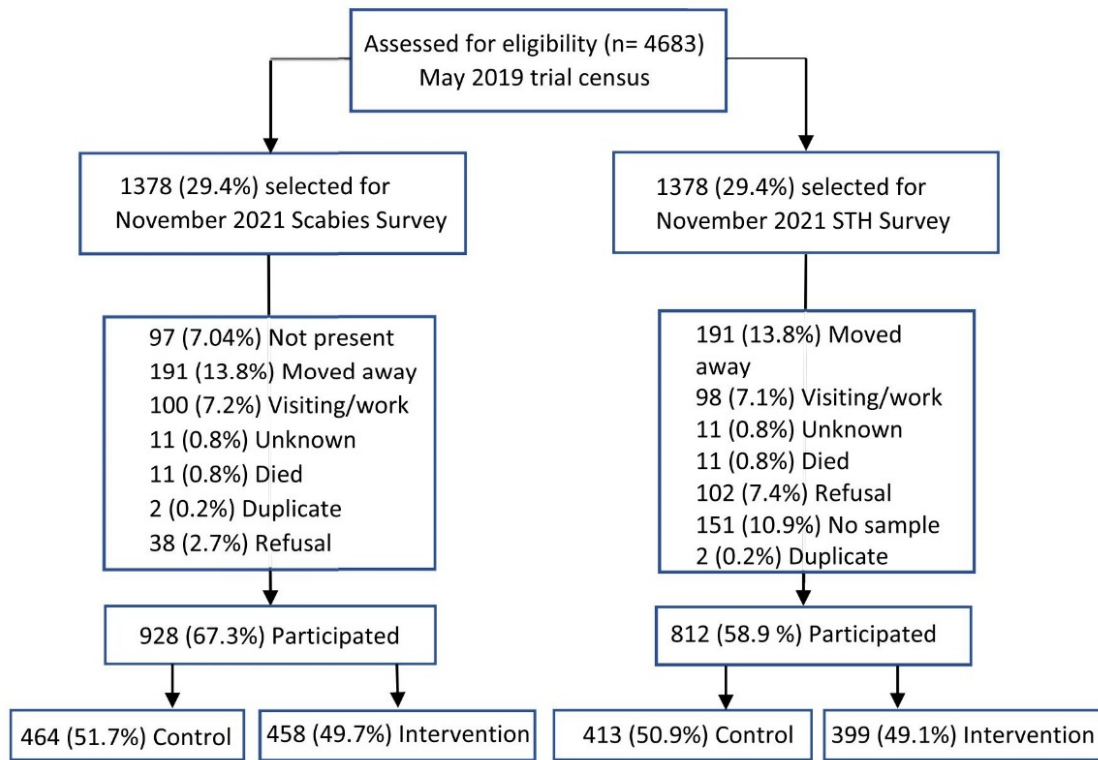 Assessed for eligibility (n= 4683)
May 2019 trial census
1378 (29.4%) selected for
November 2021 Scabies Survey
1378 (29.4%) selected for
November 2021 STH Survey
97 (7.04%) Not present
191 (13.8%) Moved away
100 (7.2%) Visiting/work
11 (0.8%) Unknown
11 (0.8%) Died
2 (0.2%) Duplicate
38 (2.7%) Refusal
191 (13.8%) Moved
away
98 (7.1%) Visiting/work
11 (0.8%) Unknown
11 (0.8%) Died
102 (7.4%) Refusal
151 (10.9%) No sample
2 (0.2%) Duplicate
928 (67.3%) Participated
812 (58.9 %) Participated
464 (51.7%) Control
458 (49.7%) Intervention
413 (50.9%) Control
399 (49.1%) Intervention